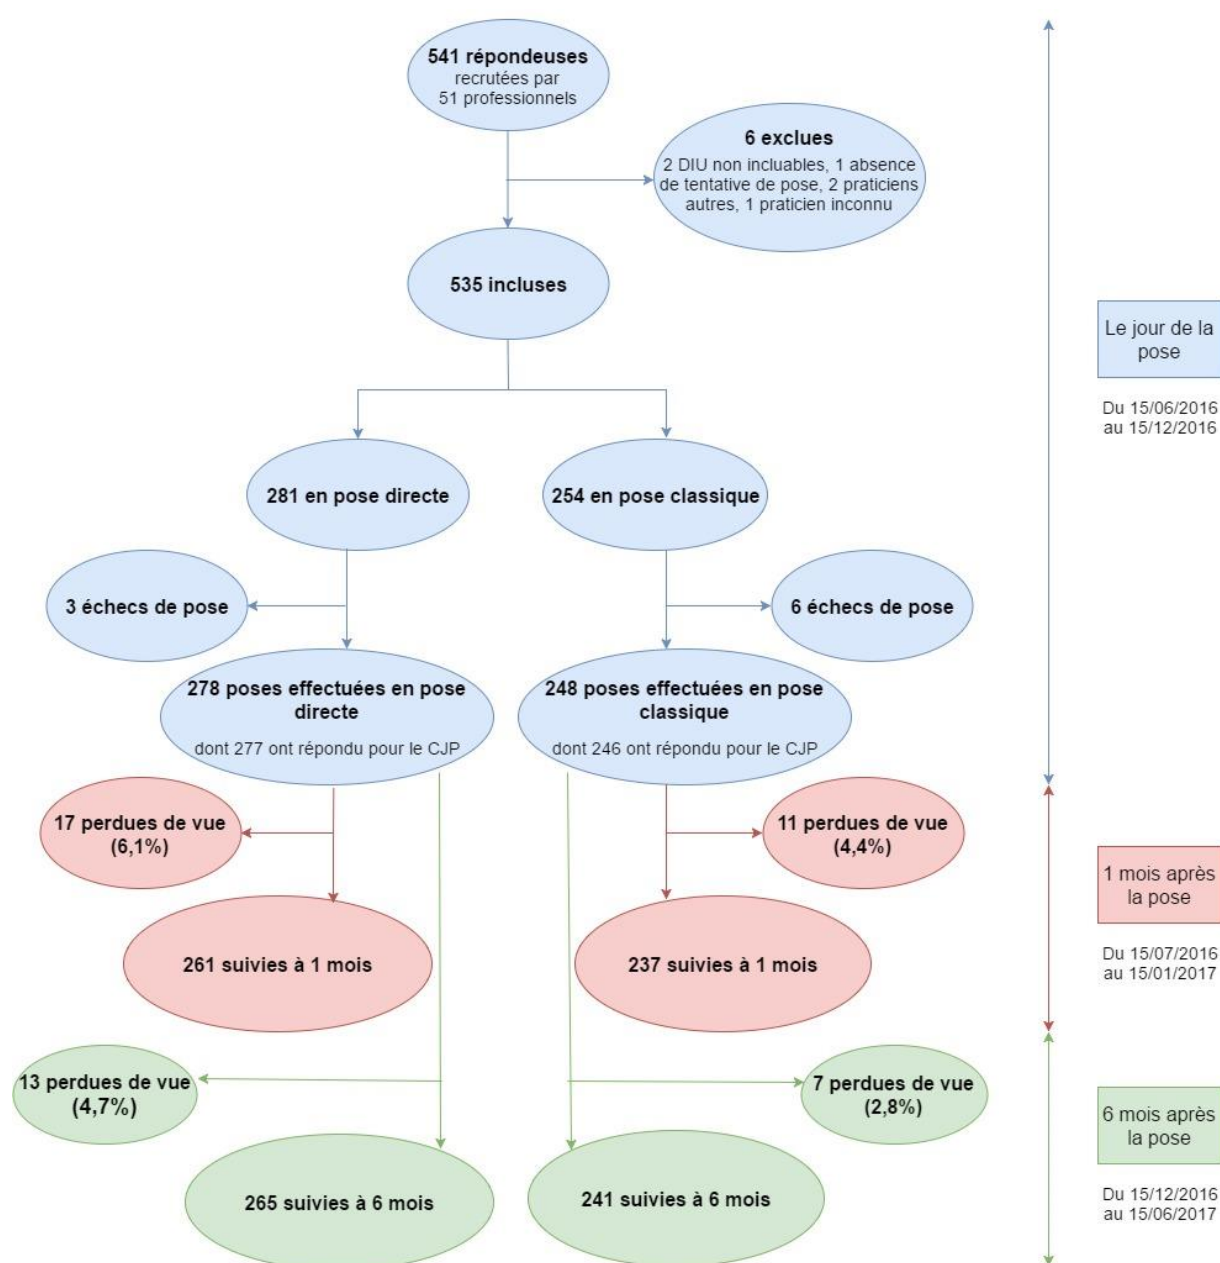 541 répondeuses
recrutées par
51 professionnels
6 exclues
2 DIU non incluables, 1 absence
de tentative de pose, 2 praticiens
autres, 1 praticien inconnu
535 incluses
Le jour de la
pose
Du 15/06/2016
au 15/12/2016
281 en pose directe
254 en pose classique
3 échecs de pose
6 échecs de pose
278 poses effectuées en pose
directe
dont 277 ont répondu pour le CJP
248 poses effectuées en pose
classique
dont 246 ont répondu pour le CJP
17 perdues de vue
(6,1%)
11 perdues de vue
(4,4%)
1 mois après
la pose
Du 15/07/2016
au 15/01/2017
261 suivies à 1 mois
237 suivies à 1 mois
13 perdues de vue
(4,7%)
7 perdues de vue
(2,8%)
6 mois après
la pose
Du 15/12/2016
au 15/06/2017
265 suivies à 6 mois
241 suivies à 6 mois